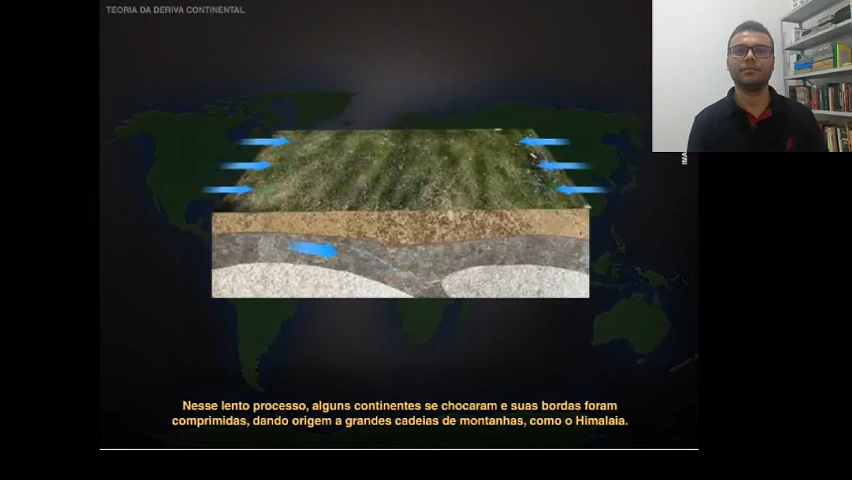 TEORIA DA DERIVA CONTINENTAL
Nesse lento processo, alguns continentes se chocaram e suas bordas foram
comprimidas, dando origem a grandes cadeias de montanhas, como o Himalaia.